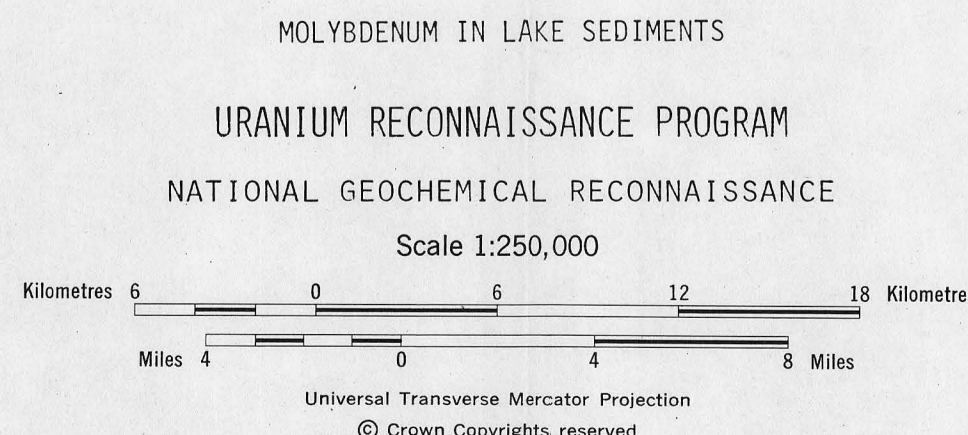 MOLYBDENUM IN LAKE SEDIMENTS
URANIUM RECONNAISSANCE PROGRAM
NATIONAL GEOCHEMICAL RECONNAISSANCE
Scale 1:250,000
Kilometres 6 0 6 12 18 Kilometre
Miles 4 0 4 8 Miles
Universal Transverse Mercator Projection
© Crown Copyrights reserved